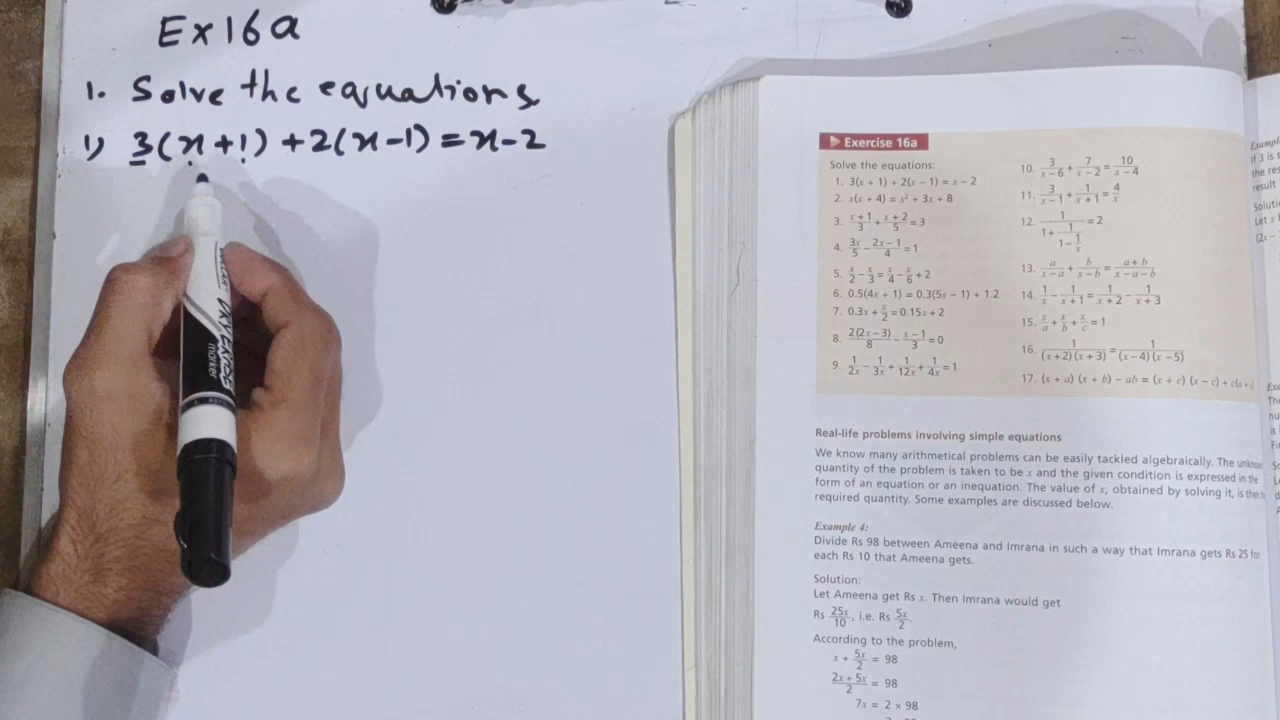 Ex 16a
1. Solve the equations
1) 3(x+1) +2(x-1) = x-2
marker
Exercise 16a
Solve the equations:
1. 3(x + 1) + 2(x − 1) = x − 2
2. x(x + 4) = x² + 3x + 8
3. (x+1)/3 + (x+2)/5 = 3
4. 3x/5 − (2x−1)/4 = 1
5. x/2 − x/3 = x/4 − x/6 + 2
6. 0.5(4x + 1) = 0.3(5x − 1) + 1.2
7. 0.3x + x/2 = 0.15x + 2
8. 2(2x−3)/8 − (x−1)/3 = 0
9. 1/2x − 1/3x + 1/12x + 1/4x = 1
10. 3/(x−6) + 7/(x−2) = 10/(x−4)
11. 3/(x−1) + 1/(x+1) = 4/x
12. 1/(1+1/(1−1/x)) = 2
13. a/(x−a) + b/(x−b) = (a+b)/(x−a−b)
14. 1/x − 1/(x+1) = 1/(x+2) − 1/(x+3)
15. x/a + x/b + x/c = 1
16. 1/((x+2)(x+3)) = 1/((x−4)(x−5))
17. (x + a) (x + b) − ab = (x + c) (x − c) +
Real-life problems involving simple equations
We know many arithmetical problems can be easily tackled algebraically. The
quantity of the problem is taken to be x and the given condition is expressed in the
form of an equation or an inequation. The value of x, obtained by solving it, is
required quantity. Some examples are discussed below.
Example 4:
Divide Rs 98 between Ameena and Imrana in such a way that Imrana gets Rs 25 for
each Rs 10 that Ameena gets.
Solution:
Let Ameena get Rs x. Then Imrana would get
Rs 25x/10, i.e. Rs 5x/2.
According to the problem,
x + 5x/2 = 98
(2x + 5x)/2 = 98
7x = 2 × 98
If 3 is
result